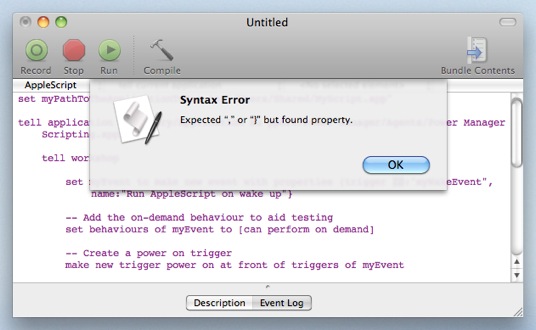 Untitled
Record Stop Run Compile Bundle Contents
AppleScript
Syntax Error
Expected “,” or “]” but found property.
OK
set myPathTo
tell applicatio Manager
Scriptin
tell wor
set Event",
name:"Run AppleScript on wake up"}
-- Add the on-demand behaviour to aid testing
set behaviours of myEvent to [can perform on demand]
-- Create a power on trigger
make new trigger power on at front of triggers of myEvent
Description Event Log